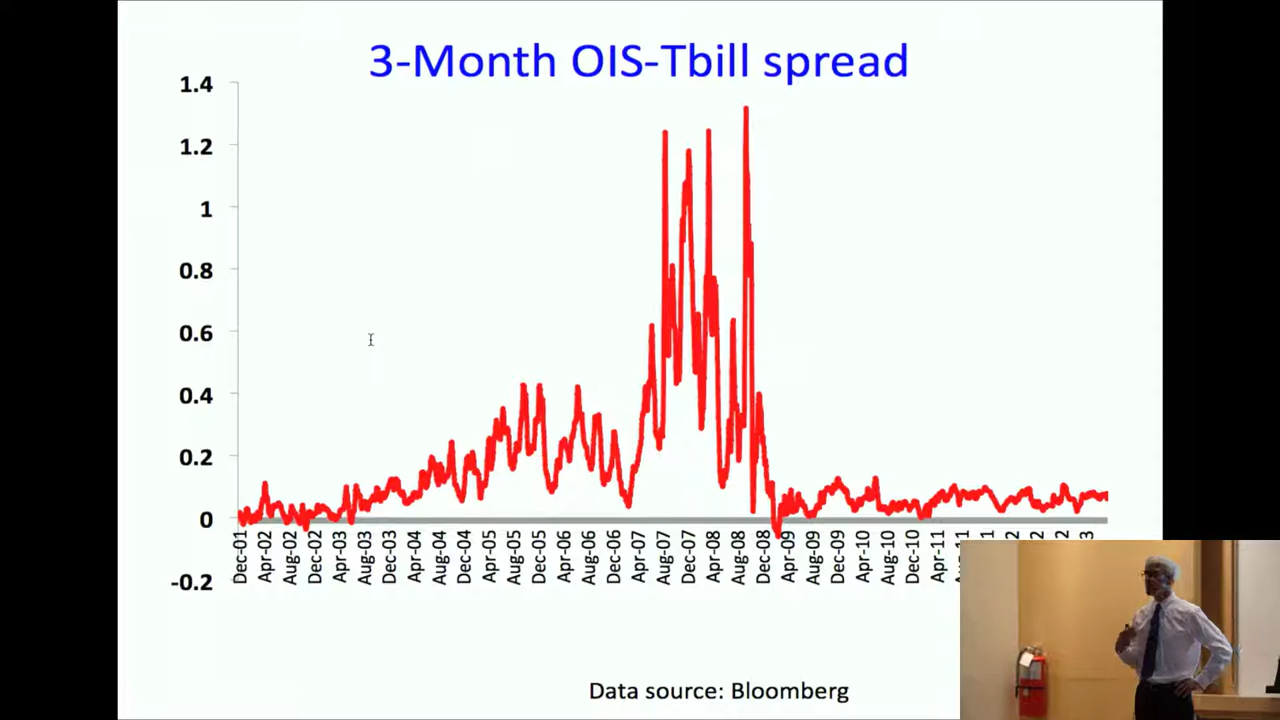 3-Month OIS-Tbill spread
1.4
1.2
1
0.8
0.6
0.4
0.2
0
-0.2
Dec-01
Apr-02
Aug-02
Dec-02
Apr-03
Aug-03
Dec-03
Apr-04
Aug-04
Dec-04
Apr-05
Aug-05
Dec-05
Apr-06
Aug-06
Dec-06
Apr-07
Aug-07
Dec-07
Apr-08
Aug-08
Dec-08
Apr-09
Aug-09
Dec-09
Apr-10
Aug-10
Dec-10
Apr-11
Data source: Bloomberg